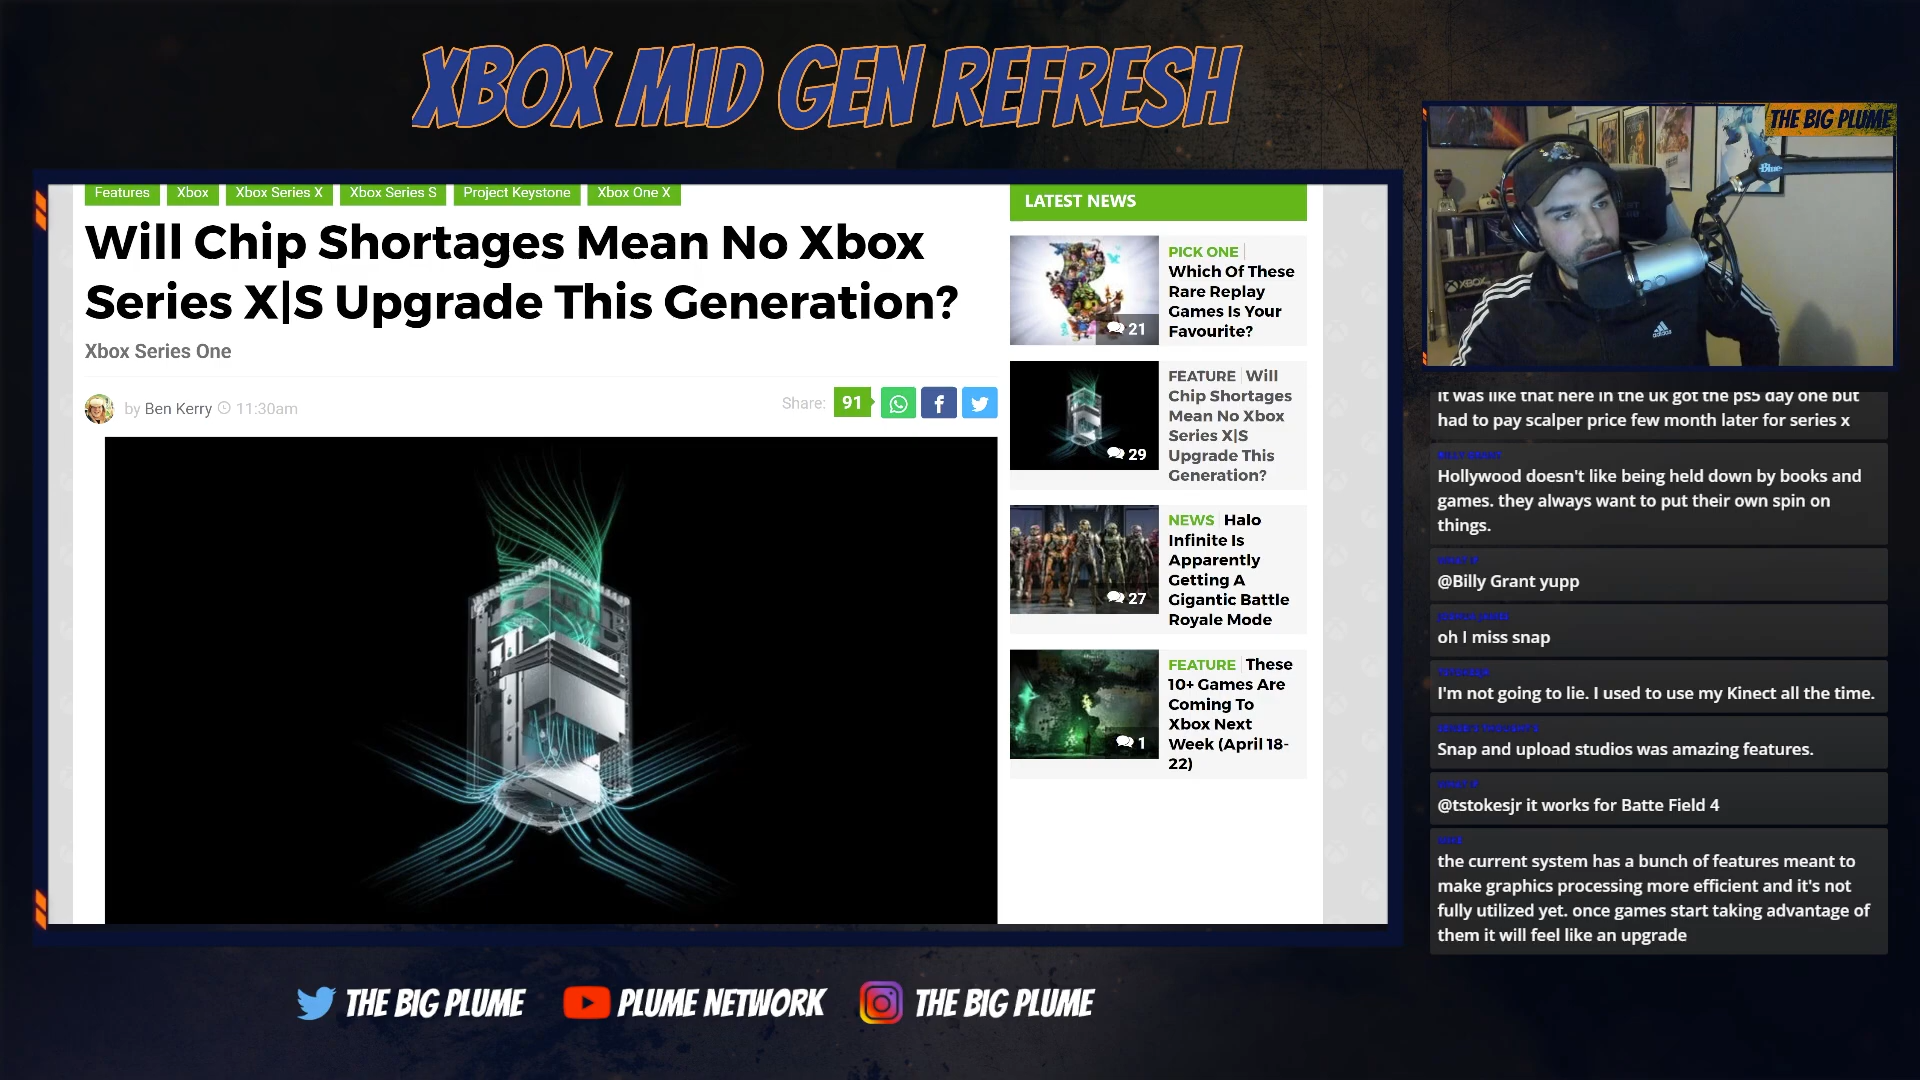 XBOX MID GEN REFRESH
Features
Xbox
Xbox Series X
Xbox Series S
Project Keystone
Xbox One X
Will Chip Shortages Mean No Xbox
Series X|S Upgrade This Generation?
Xbox Series One
by Ben Kerry 11:30am
Share: 91
LATEST NEWS
PICK ONE
Which Of These
Rare Replay
Games Is Your
Favourite?
21
FEATURE Will
Chip Shortages
Mean No Xbox
Series X|S
Upgrade This
Generation?
29
NEWS Halo
Infinite Is
Apparently
Getting A
Gigantic Battle
Royale Mode
27
FEATURE These
10+ Games Are
Coming To
Xbox Next
Week (April 18-
22)
1
THE BIG PLUME
Blue
XBOX
adidas
it was like that here in the uk got the ps5 day one but
had to pay scalper price few month later for series x
Hollywood doesn't like being held down by books and
games. they always want to put their own spin on
things.
@Billy Grant yupp
oh I miss snap
I'm not going to lie. I used to use my Kinect all the time.
Snap and upload studios was amazing features.
@tstokesjr it works for Batte Field 4
the current system has a bunch of features meant to
make graphics processing more efficient and it's not
fully utilized yet. once games start taking advantage of
them it will feel like an upgrade
THE BIG PLUME
PLUME NETWORK
THE BIG PLUME